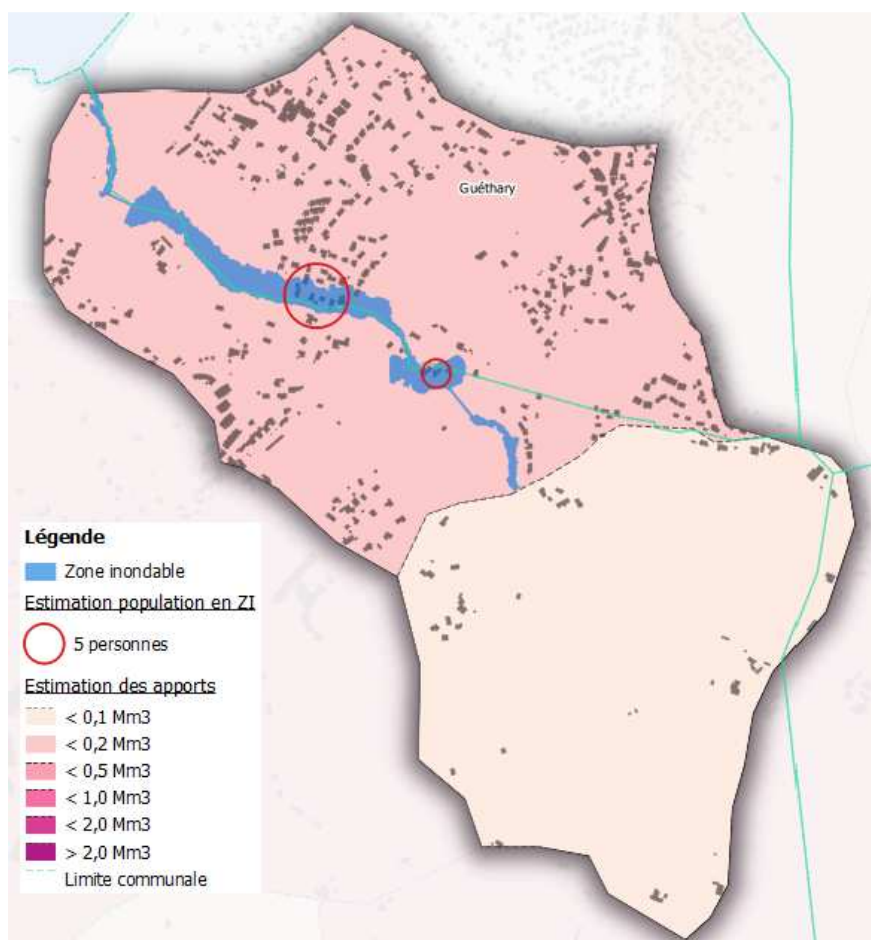 Guéthary
Légende
Zone inondable
Estimation population en ZI
5 personnes
Estimation des apports
< 0,1 Mm3
< 0,2 Mm3
< 0,5 Mm3
< 1,0 Mm3
< 2,0 Mm3
> 2,0 Mm3
Limite communale